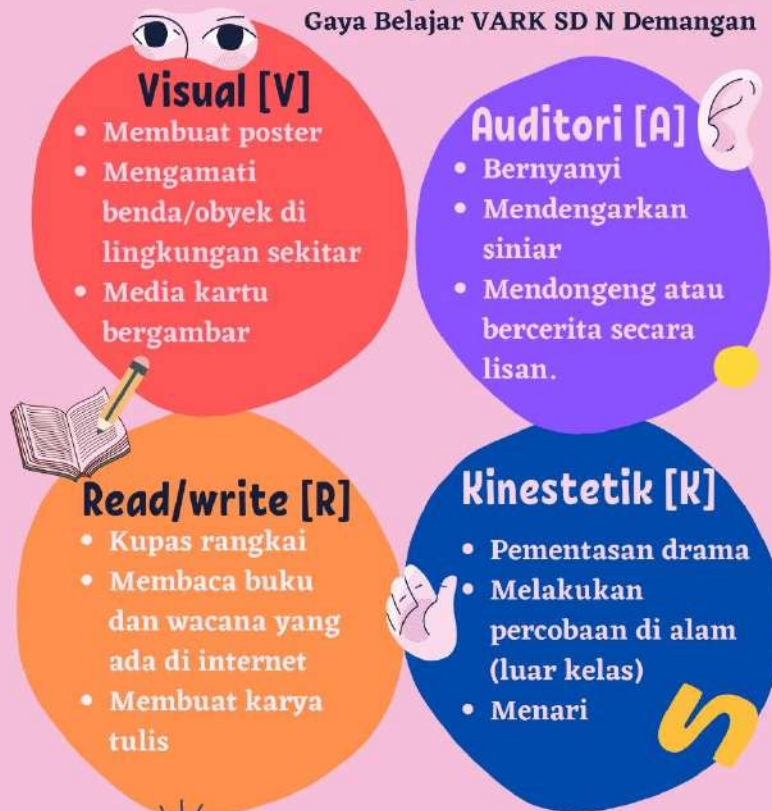 Gaya Belajar VARK SD N Demangan
Visual [V]
• Membuat poster
• Mengamati
benda/obyek di
lingkungan sekitar
• Media kartu
bergambar
Auditori [A]
• Bernyanyi
• Mendengarkan
siniar
• Mendongeng atau
bercerita secara
lisan.
Read/write [R]
• Kupas rangkai
• Membaca buku
dan wacana yang
ada di internet
• Membuat karya
tulis
Kinestetik [K]
• Pementasan drama
• Melakukan
percobaan di alam
(luar kelas)
• Menari